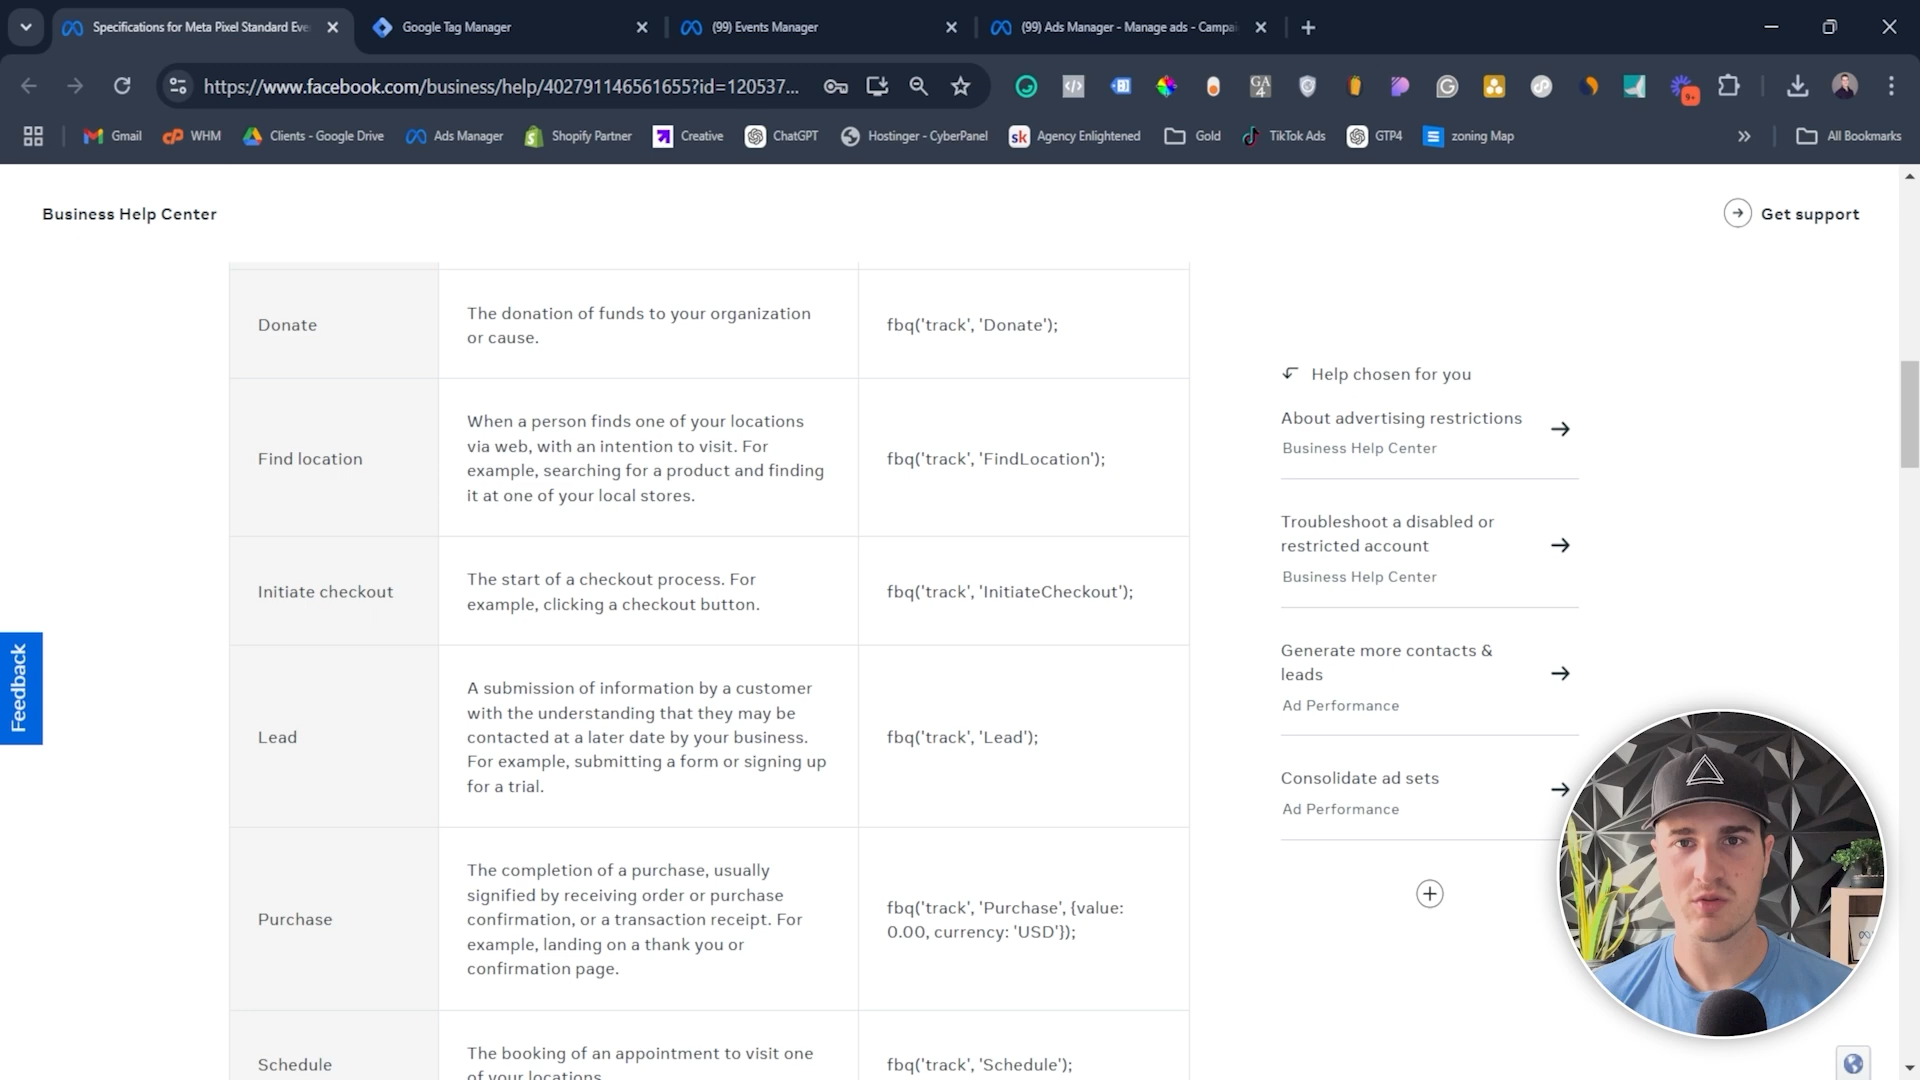 Specifications for Meta Pixel Standard Eve
Google Tag Manager
(99) Events Manager
(99) Ads Manager - Manage ads - Campai
https://www.facebook.com/business/help/402791146561655?id=120537...
GA
4
9+
Gmail
WHM
Clients - Google Drive
Ads Manager
Shopify Partner
Creative
ChatGPT
Hostinger - CyberPanel
sk
Agency Enlightened
Gold
TikTok Ads
GTP4
zoning Map
All Bookmarks
Business Help Center
Get support
Donate
The donation of funds to your organization
or cause.
fbq('track', 'Donate');
Find location
When a person finds one of your locations
via web, with an intention to visit. For
example, searching for a product and finding
it at one of your local stores.
fbq('track', 'FindLocation');
Initiate checkout
The start of a checkout process. For
example, clicking a checkout button.
fbq('track', 'InitiateCheckout');
Lead
A submission of information by a customer
with the understanding that they may be
contacted at a later date by your business.
For example, submitting a form or signing up
for a trial.
fbq('track', 'Lead');
Purchase
The completion of a purchase, usually
signified by receiving order or purchase
confirmation, or a transaction receipt. For
example, landing on a thank you or
confirmation page.
fbq('track', 'Purchase', {value:
0.00, currency: 'USD'});
Schedule
The booking of an appointment to visit one
of your locations
fbq('track', 'Schedule');
Help chosen for you
About advertising restrictions
Business Help Center
Troubleshoot a disabled or
restricted account
Business Help Center
Generate more contacts &
leads
Ad Performance
Consolidate ad sets
Ad Performance
Feedback